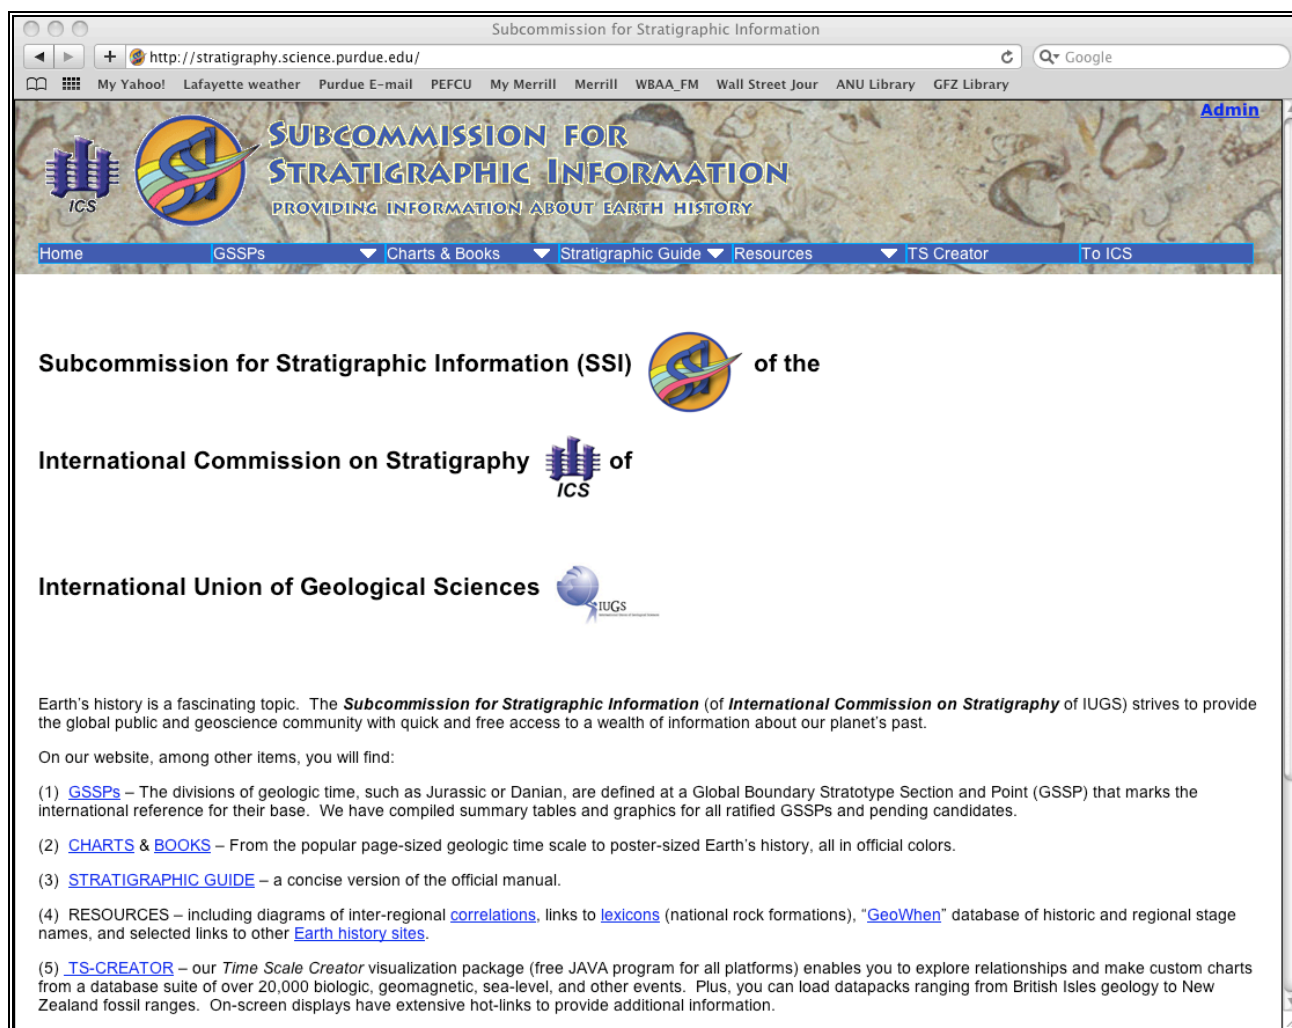 Subcommission for Stratigraphic Information
http://stratigraphy.science.purdue.edu/
Google
My Yahoo! Lafayette weather Purdue E-mail PEFCU My Merrill Merrill WBAA_FM Wall Street Jour ANU Library GFZ Library
Admin
ICS
SUBCOMMISSION FOR
STRATIGRAPHIC INFORMATION
PROVIDING INFORMATION ABOUT EARTH HISTORY
Home GSSPs Charts & Books Stratigraphic Guide Resources TS Creator To ICS
Subcommission for Stratigraphic Information (SSI) of the
International Commission on Stratigraphy of
ICS
International Union of Geological Sciences
IUGS
Earth's history is a fascinating topic. The Subcommission for Stratigraphic Information (of International Commission on Stratigraphy of IUGS) strives to provide
the global public and geoscience community with quick and free access to a wealth of information about our planet's past.
On our website, among other items, you will find:
(1) GSSPs – The divisions of geologic time, such as Jurassic or Danian, are defined at a Global Boundary Stratotype Section and Point (GSSP) that marks the
international reference for their base. We have compiled summary tables and graphics for all ratified GSSPs and pending candidates.
(2) CHARTS & BOOKS – From the popular page-sized geologic time scale to poster-sized Earth's history, all in official colors.
(3) STRATIGRAPHIC GUIDE – a concise version of the official manual.
(4) RESOURCES – including diagrams of inter-regional correlations, links to lexicons (national rock formations), "GeoWhen" database of historic and regional stage
names, and selected links to other Earth history sites.
(5) TS-CREATOR – our Time Scale Creator visualization package (free JAVA program for all platforms) enables you to explore relationships and make custom charts
from a database suite of over 20,000 biologic, geomagnetic, sea-level, and other events. Plus, you can load datapacks ranging from British Isles geology to New
Zealand fossil ranges. On-screen displays have extensive hot-links to provide additional information.